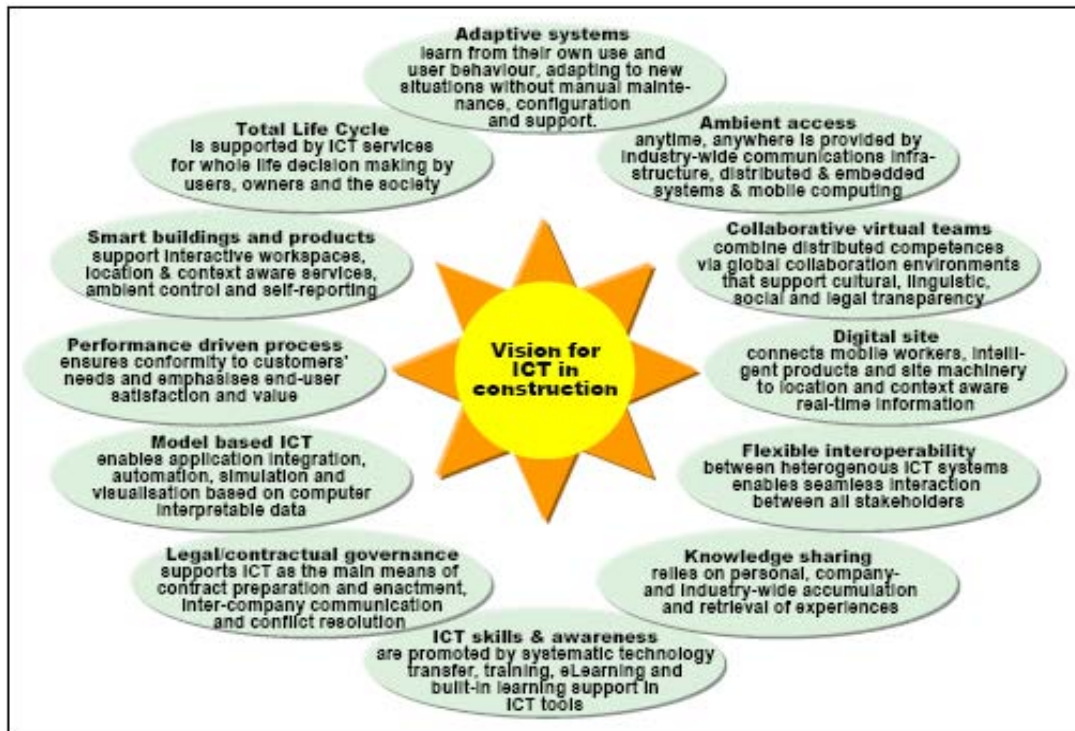 Adaptive systems
learn from their own use and
user behaviour, adapting to new
situations without manual mainte-
nance, configuration
and support.
Ambient access
anytime, anywhere is provided by
industry-wide communications infra-
structure, distributed & embedded
systems & mobile computing
Collaborative virtual teams
combine distributed competences
via global collaboration environments
that support cultural, linguistic,
social and legal transparency
Digital site
connects mobile workers, intelli-
gent products and site machinery
to location and context aware
real-time information
Flexible interoperability
between heterogenous ICT systems
enables seamless interaction
between all stakeholders
Knowledge sharing
relies on personal, company-
and industry-wide accumulation
and retrieval of experiences
ICT skills & awareness
are promoted by systematic technology
transfer, training, eLearning and
built-in learning support in
ICT tools
Legal/contractual governance
supports ICT as the main means of
contract preparation and enactment,
inter-company communication
and conflict resolution
Model based ICT
enables application integration,
automation, simulation and
visualisation based on computer
interpretable data
Performance driven process
ensures conformity to customers'
needs and emphasises end-user
satisfaction and value
Smart buildings and products
support interactive workspaces,
location & context aware services,
ambient control and self-reporting
Total Life Cycle
is supported by ICT services
for whole life decision making by
users, owners and the society
Vision for
ICT in
construction